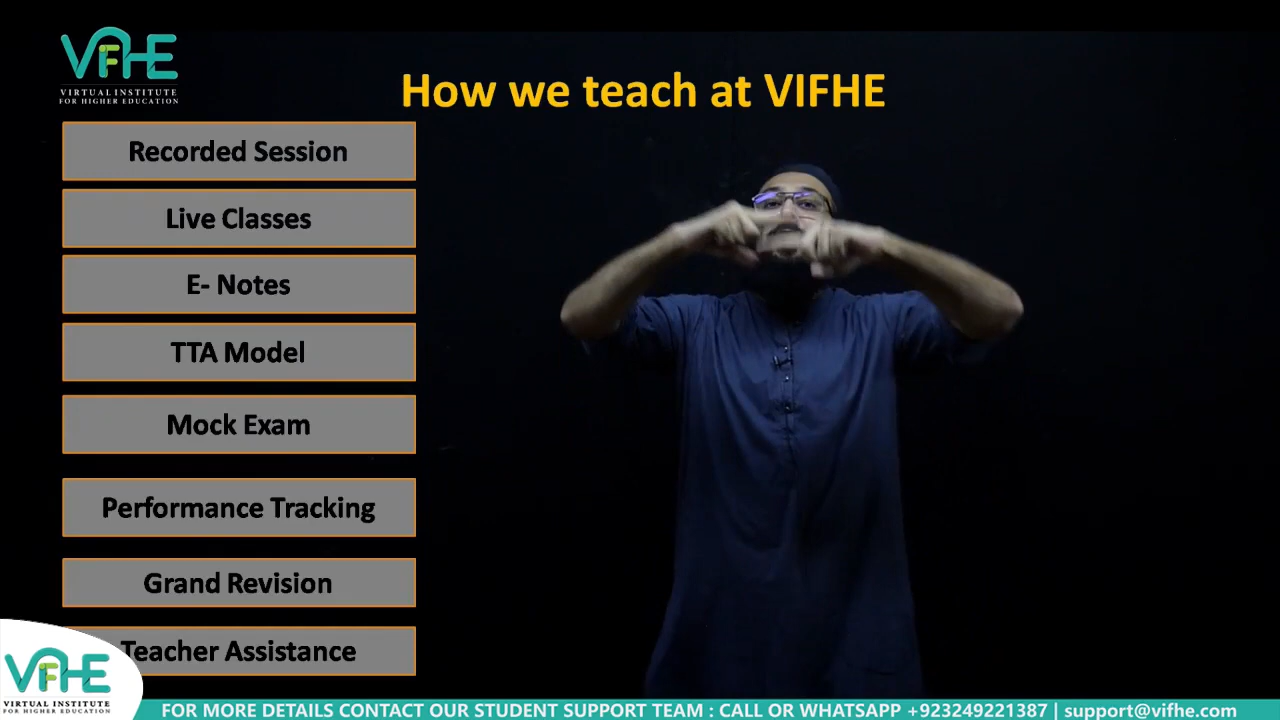 VIFHE
VIRTUAL INSTITUTE
FOR HIGHER EDUCATION
How we teach at VIFHE
Recorded Session
Live Classes
E- Notes
TTA Model
Mock Exam
Performance Tracking
Grand Revision
Teacher Assistance
VIFHE
VIRTUAL INSTITUTE
FOR HIGHER EDUCATION
FOR MORE DETAILS CONTACT OUR STUDENT SUPPORT TEAM : CALL OR WHATSAPP +923249221387 | support@vifhe.com